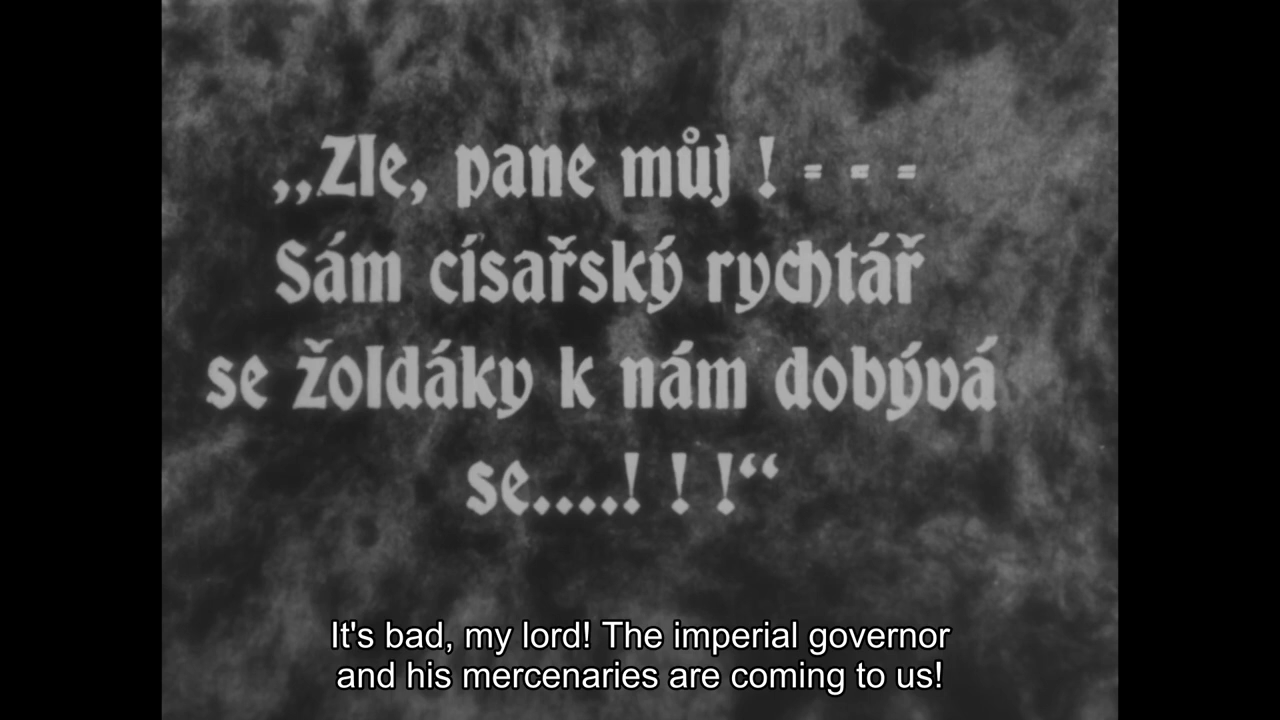 ,,Zle, pane můj ! = = =
Sám císařský rychtář
se žoldáky k nám dobývá
se....! ! !“
It's bad, my lord! The imperial governor
and his mercenaries are coming to us!